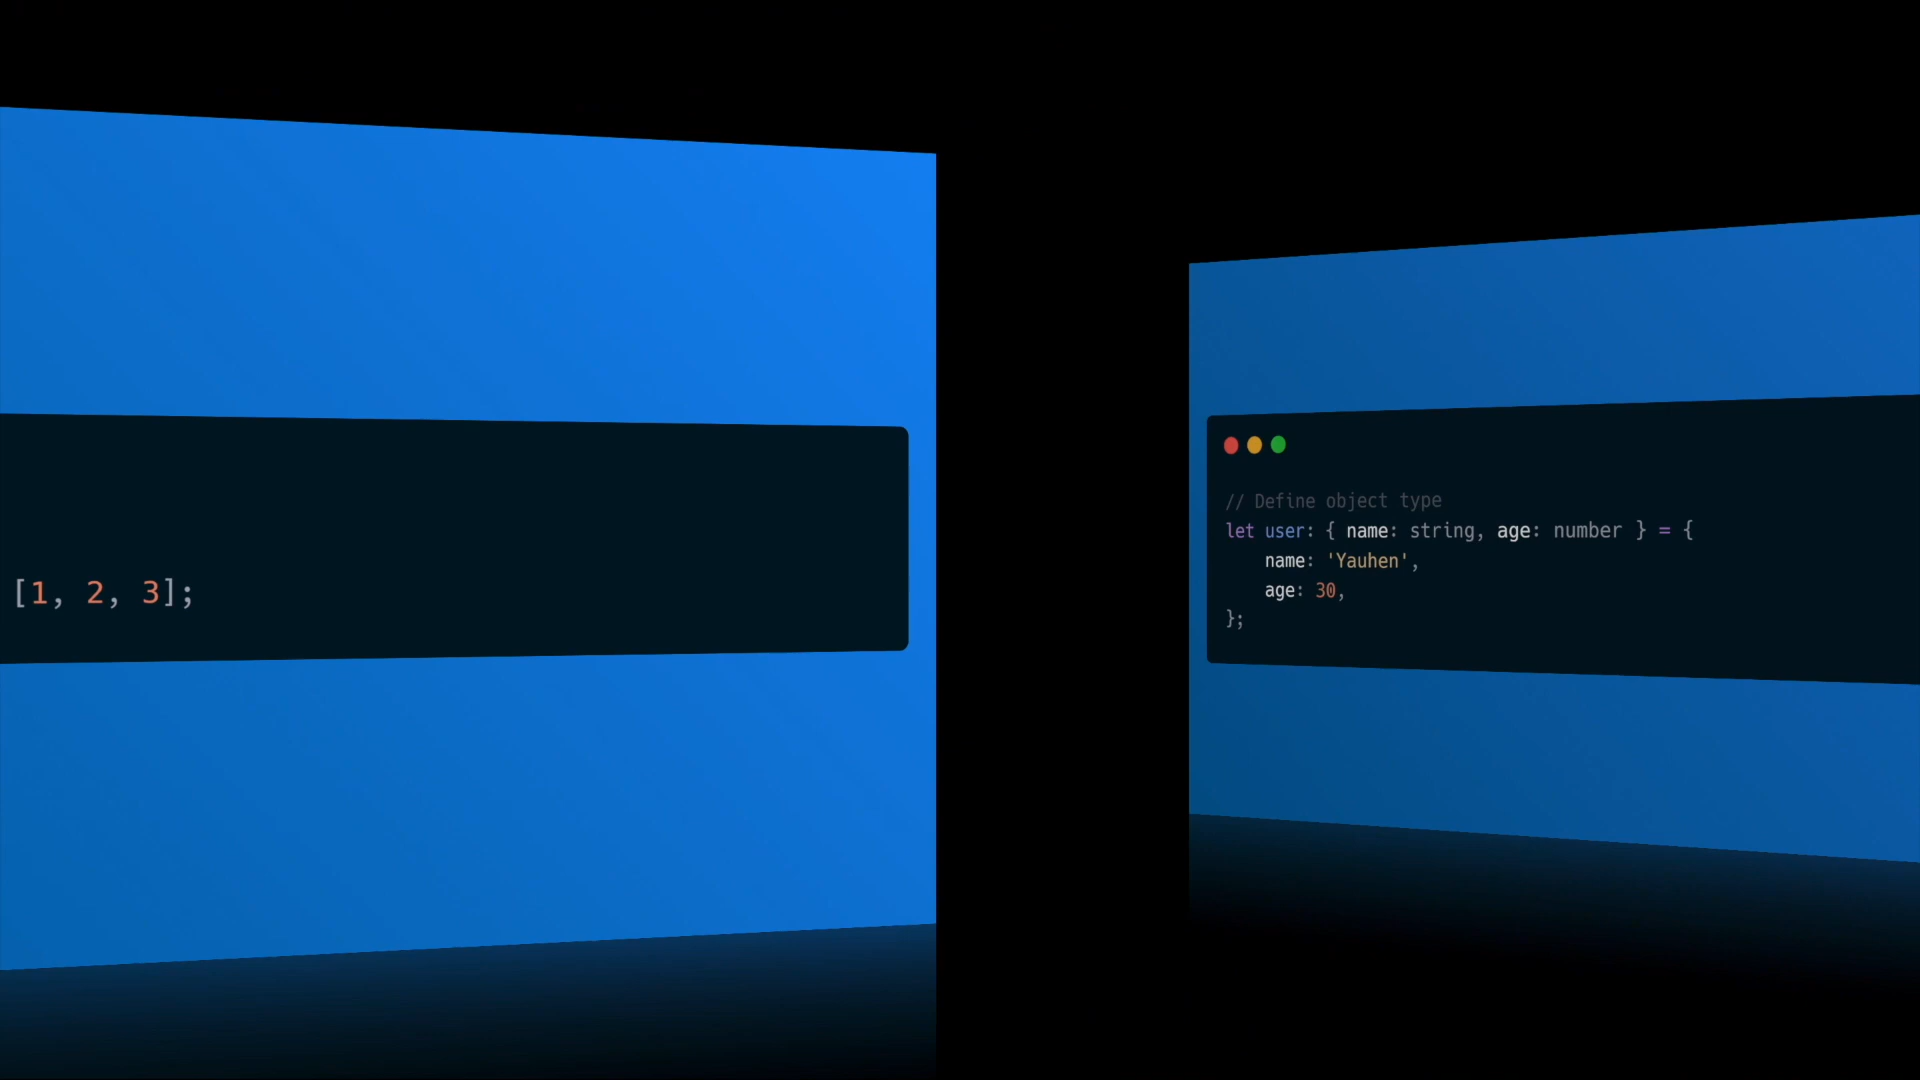 [1, 2, 3];
// Define object type
let user: { name: string, age: number } = {
    name: 'Yauhen',
    age: 30,
};